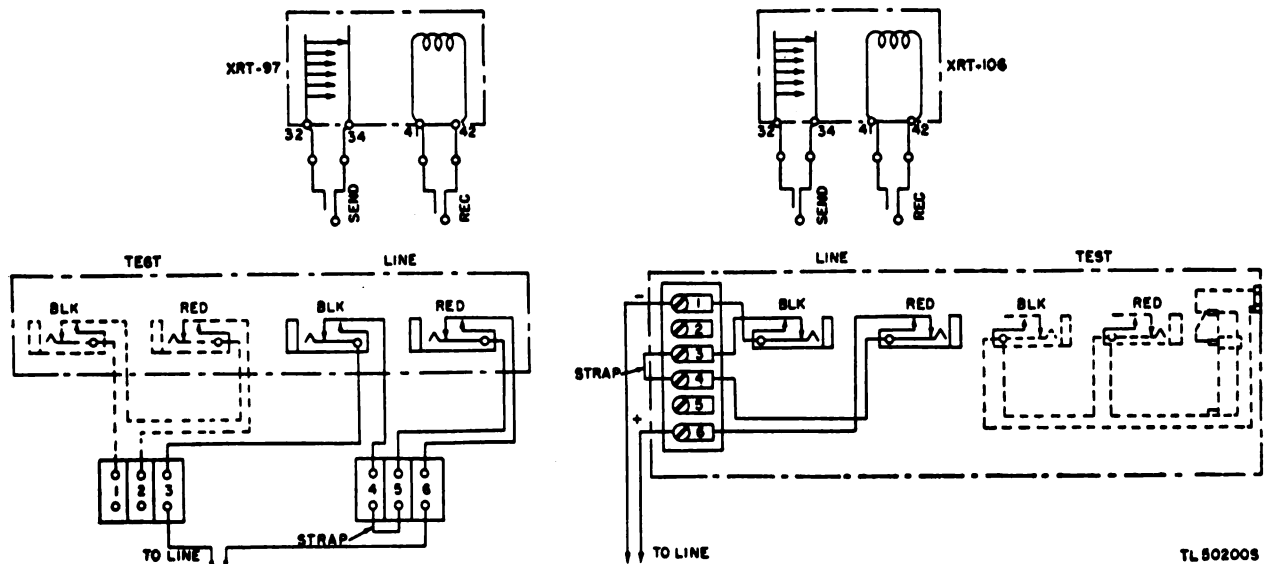 XRT-97
32 34 41 42
SEND
REC
XRT-106
32 34 41 42
SEND
REC
TEST LINE
BLK RED BLK RED
1 2 3
4 5 6
STRAP
TO LINE
LINE TEST
BLK RED BLK RED
-
1
2
3
4
5
6
+
STRAP
TO LINE
TL50200S